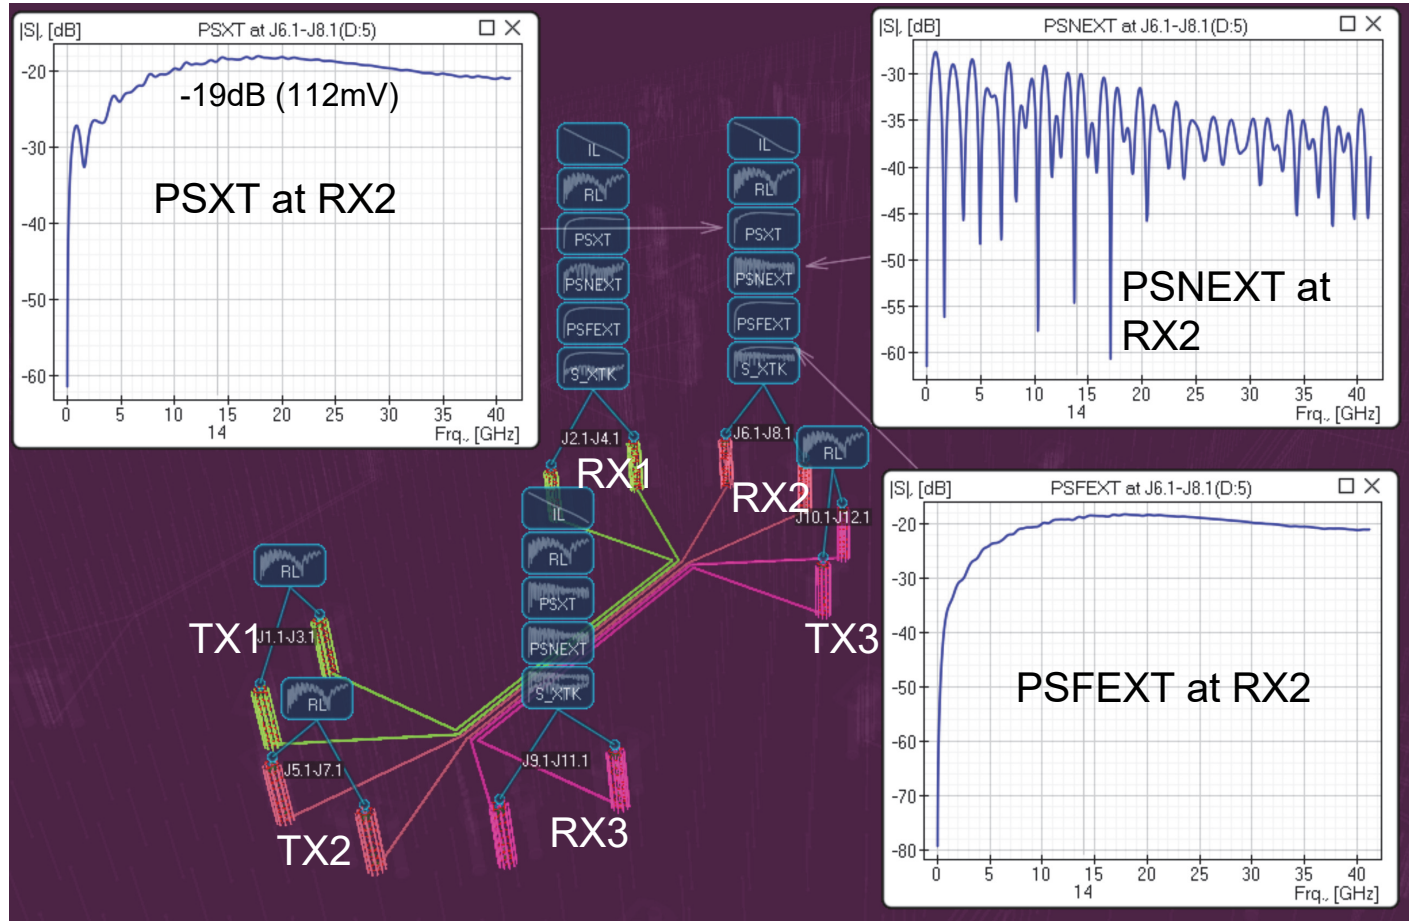 |S|, [dB]
PSXT at J6.1-J8.1(D:5)
-20
-30
-40
-50
-60
-19dB (112mV)
PSXT at RX2
0
5
10
15
20
25
30
35
40
14
Frq., [GHz]
|S|, [dB]
PSNEXT at J6.1-J8.1(D:5)
-30
-35
-40
-45
-50
-55
-60
PSNEXT at
RX2
0
5
10
15
20
25
30
35
40
14
Frq., [GHz]
IL
RL
PSXT
PSNEXT
PSFEXT
S_XTK
J2.1-J4.1
RX1
IL
RL
PSXT
PSNEXT
PSFEXT
S_XTK
J6.1-J8.1
RX2
RL
J10.1-J12.1
TX3
RL
TX1
J1.1-J3.1
RL
J5.1-J7.1
TX2
IL
RL
PSXT
PSNEXT
S_XTK
J9.1-J11.1
RX3
|S|, [dB]
PSFEXT at J6.1-J8.1(D:5)
-20
-30
-40
-50
-60
-70
-80
PSFEXT at RX2
0
5
10
15
20
25
30
35
40
14
Frq., [GHz]